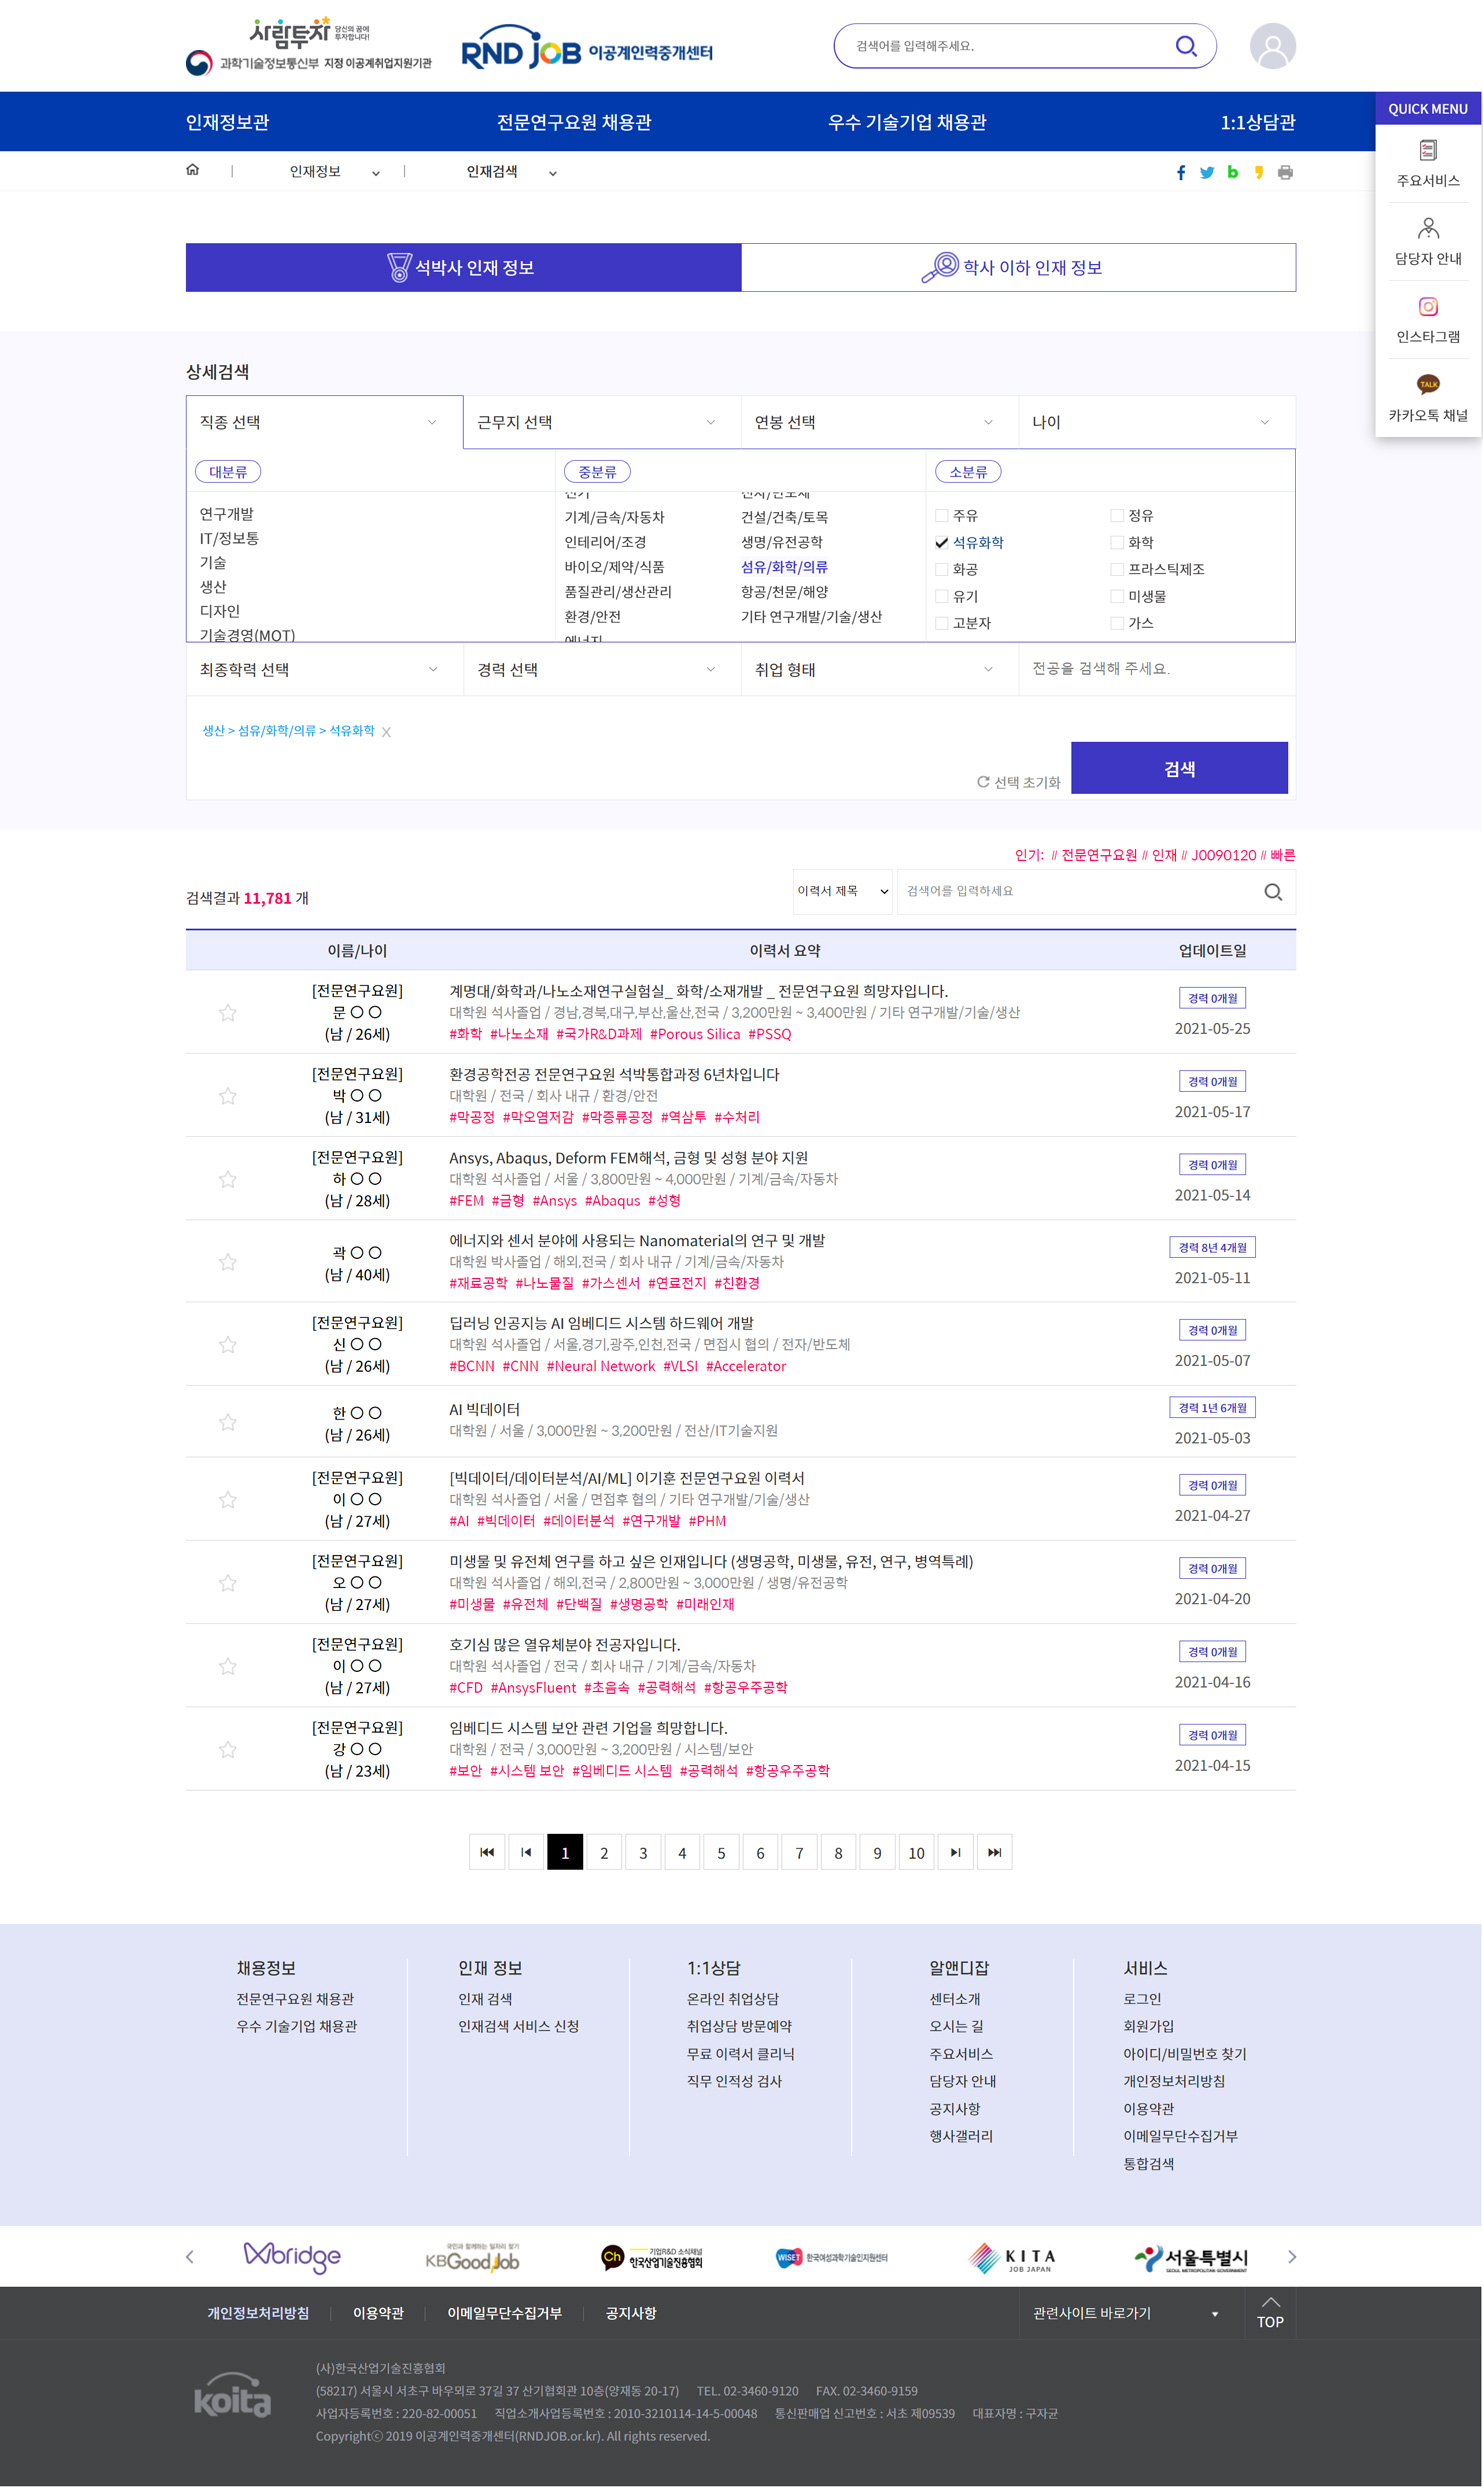 사람투자 당신의 꿈에 투자합니다!
과학기술정보통신부 지정 이공계취업지원기관
RND JOB 이공계인력중개센터
검색어를 입력해주세요.
인재정보관 전문연구요원 채용관 우수 기술기업 채용관 1:1상담관
인재정보 인재검색
QUICK MENU
주요서비스
담당자 안내
인스타그램
TALK
카카오톡 채널
석박사 인재 정보 학사 이하 인재 정보
상세검색
직종 선택 근무지 선택 연봉 선택 나이
대분류 중분류 소분류
연구개발
IT/정보통
기술
생산
디자인
기술경영(MOT)
전기 전자/반도체
기계/금속/자동차 건설/건축/토목
인테리어/조경 생명/유전공학
바이오/제약/식품 섬유/화학/의류
품질관리/생산관리 항공/천문/해양
환경/안전 기타 연구개발/기술/생산
에너지
주유 정유
석유화학 화학
화공 프라스틱제조
유기 미생물
고분자 가스
최종학력 선택 경력 선택 취업 형태 전공을 검색해 주세요.
생산 > 섬유/화학/의류 > 석유화학 X
선택 초기화 검색
인기: // 전문연구요원 // 인재 // J0090120 // 빠른
검색결과 11,781 개 이력서 제목 검색어를 입력하세요
이름/나이 이력서 요약 업데이트일
[전문연구요원]
문 〇 〇
(남 / 26세)
계명대/화학과/나노소재연구실험실_ 화학/소재개발 _ 전문연구요원 희망자입니다.
대학원 석사졸업 / 경남,경북,대구,부산,울산,전국 / 3,200만원 ~ 3,400만원 / 기타 연구개발/기술/생산
#화학 #나노소재 #국가R&D과제 #Porous Silica #PSSQ
경력 0개월
2021-05-25
[전문연구요원]
박 〇 〇
(남 / 31세)
환경공학전공 전문연구요원 석박통합과정 6년차입니다
대학원 / 전국 / 회사 내규 / 환경/안전
#막공정 #막오염저감 #막증류공정 #역삼투 #수처리
경력 0개월
2021-05-17
[전문연구요원]
하 〇 〇
(남 / 28세)
Ansys, Abaqus, Deform FEM해석, 금형 및 성형 분야 지원
대학원 석사졸업 / 서울 / 3,800만원 ~ 4,000만원 / 기계/금속/자동차
#FEM #금형 #Ansys #Abaqus #성형
경력 0개월
2021-05-14
곽 〇 〇
(남 / 40세)
에너지와 센서 분야에 사용되는 Nanomaterial의 연구 및 개발
대학원 박사졸업 / 해외,전국 / 회사 내규 / 기계/금속/자동차
#재료공학 #나노물질 #가스센서 #연료전지 #친환경
경력 8년 4개월
2021-05-11
[전문연구요원]
신 〇 〇
(남 / 26세)
딥러닝 인공지능 AI 임베디드 시스템 하드웨어 개발
대학원 석사졸업 / 서울,경기,광주,인천,전국 / 면접시 협의 / 전자/반도체
#BCNN #CNN #Neural Network #VLSI #Accelerator
경력 0개월
2021-05-07
한 〇 〇
(남 / 26세)
AI 빅데이터
대학원 / 서울 / 3,000만원 ~ 3,200만원 / 전산/IT기술지원
경력 1년 6개월
2021-05-03
[전문연구요원]
이 〇 〇
(남 / 27세)
[빅데이터/데이터분석/AI/ML] 이기훈 전문연구요원 이력서
대학원 석사졸업 / 서울 / 면접후 협의 / 기타 연구개발/기술/생산
#AI #빅데이터 #데이터분석 #연구개발 #PHM
경력 0개월
2021-04-27
[전문연구요원]
오 〇 〇
(남 / 27세)
미생물 및 유전체 연구를 하고 싶은 인재입니다 (생명공학, 미생물, 유전, 연구, 병역특례)
대학원 석사졸업 / 해외,전국 / 2,800만원 ~ 3,000만원 / 생명/유전공학
#미생물 #유전체 #단백질 #생명공학 #미래인재
경력 0개월
2021-04-20
[전문연구요원]
이 〇 〇
(남 / 27세)
호기심 많은 열유체분야 전공자입니다.
대학원 석사졸업 / 전국 / 회사 내규 / 기계/금속/자동차
#CFD #AnsysFluent #초음속 #공력해석 #항공우주공학
경력 0개월
2021-04-16
[전문연구요원]
강 〇 〇
(남 / 23세)
임베디드 시스템 보안 관련 기업을 희망합니다.
대학원 / 전국 / 3,000만원 ~ 3,200만원 / 시스템/보안
#보안 #시스템 보안 #임베디드 시스템 #공력해석 #항공우주공학
경력 0개월
2021-04-15
1 2 3 4 5 6 7 8 9 10
채용정보
전문연구요원 채용관
우수 기술기업 채용관
인재 정보
인재 검색
인재검색 서비스 신청
1:1상담
온라인 취업상담
취업상담 방문예약
무료 이력서 클리닉
직무 인적성 검사
알앤디잡
센터소개
오시는 길
주요서비스
담당자 안내
공지사항
행사갤러리
서비스
로그인
회원가입
아이디/비밀번호 찾기
개인정보처리방침
이용약관
이메일무단수집거부
통합검색
Wbridge
국민과 함께하는 일자리 찾기
KB GoodJob
Ch 기업R&D 소식채널
한국산업기술진흥협회
WISET 한국여성과학기술인지원센터
KITA
JOB JAPAN
서울특별시
SEOUL METROPOLITAN GOVERNMENT
개인정보처리방침 이용약관 이메일무단수집거부 공지사항 관련사이트 바로가기 TOP
koita
(사)한국산업기술진흥협회
(58217) 서울시 서초구 바우뫼로 37길 37 산기협회관 10층(양재동 20-17) TEL. 02-3460-9120 FAX. 02-3460-9159
사업자등록번호 : 220-82-00051 직업소개사업등록번호 : 2010-3210114-14-5-00048 통신판매업 신고번호 : 서초 제09539 대표자명 : 구자균
Copyrightⓒ 2019 이공계인력중개센터(RNDJOB.or.kr). All rights reserved.